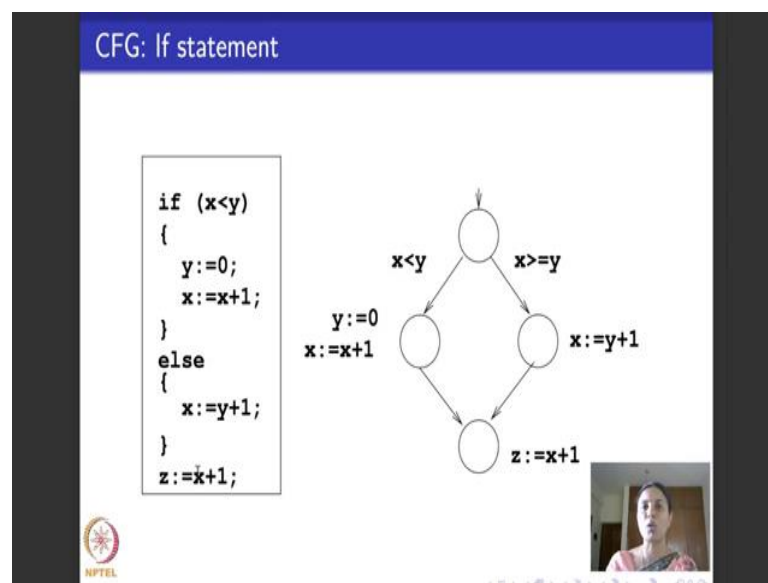 CFG: If statement
if (x<y)
{
y:=0;
x:=x+1;
}
else
{
x:=y+1;
}
z:=x+1;
x<y
x>=y
y:=0
x:=x+1
x:=y+1
z:=x+1
NPTEL